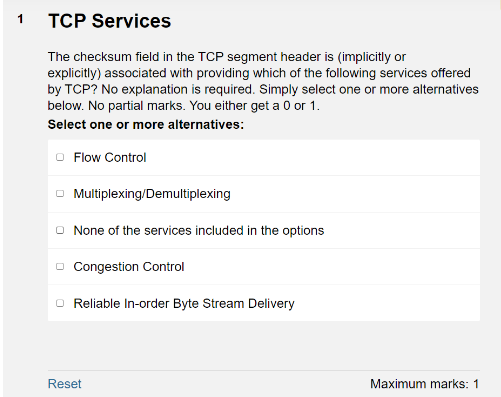 1 TCP Services
The checksum field in the TCP segment header is (implicitly or
explicitly) associated with providing which of the following services offered
by TCP? No explanation is required. Simply select one or more alternatives
below. No partial marks. You either get a 0 or 1.
Select one or more alternatives:
Flow Control
Multiplexing/Demultiplexing
None of the services included in the options
Congestion Control
Reliable In-order Byte Stream Delivery
Reset Maximum marks: 1